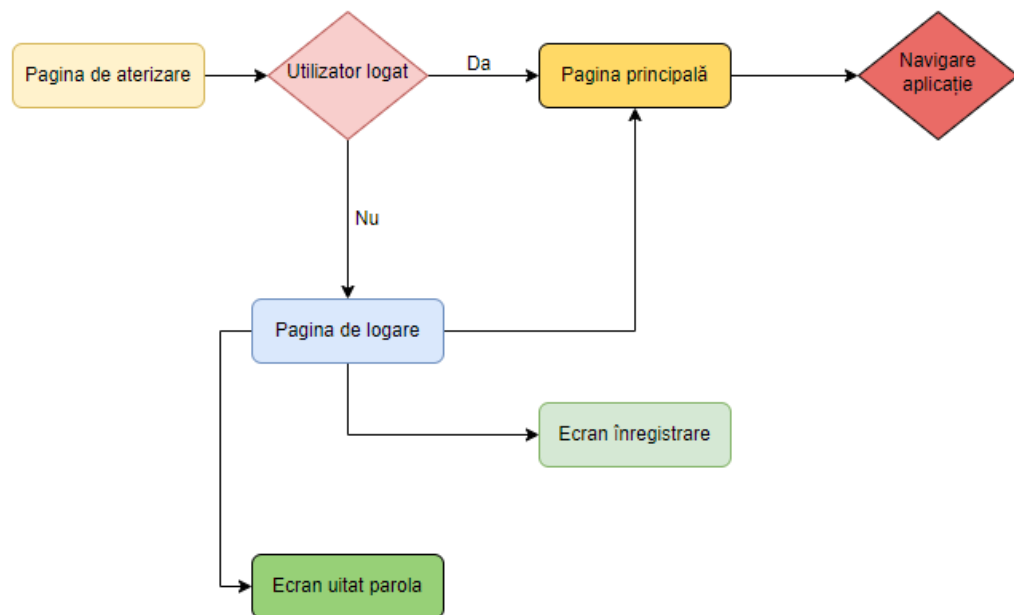 Pagina de aterizare
Utilizator logat
Da
Pagina principală
Navigare
aplicație
Nu
Pagina de logare
Ecran înregistrare
Ecran uitat parola